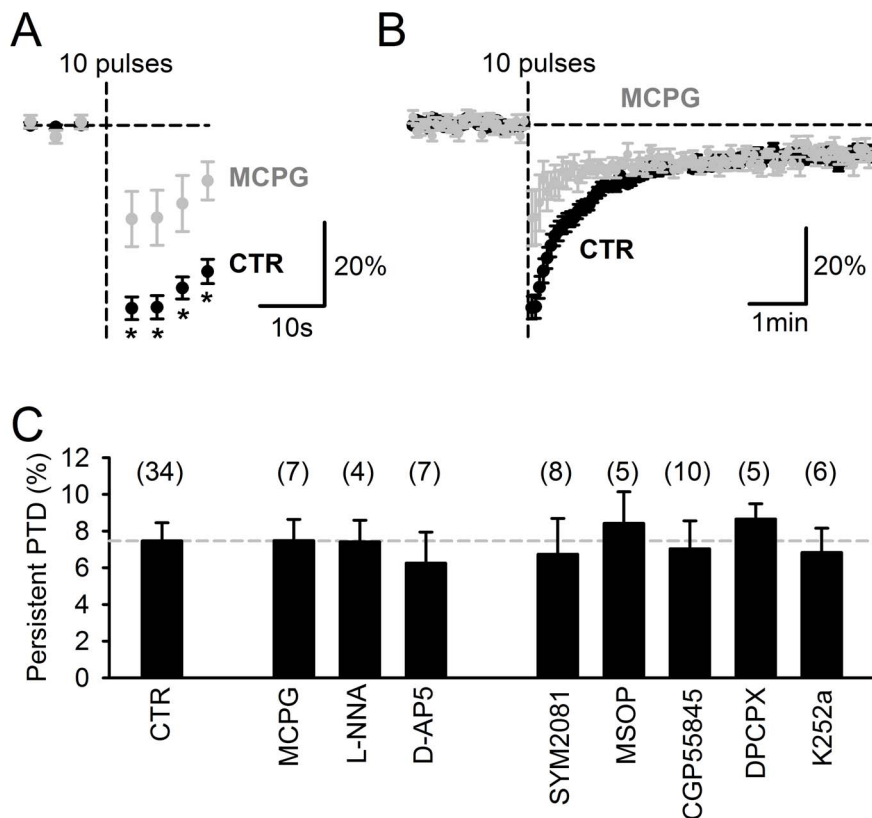 A
10 pulses
MCPG
CTR
* * * *
20%
10s
B
10 pulses
MCPG
CTR
20%
1min
C
Persistent PTD (%)
12
10
8
6
4
2
0
(34) (7) (4) (7) (8) (5) (10) (5) (6)
CTR
MCPG
L-NNA
D-AP5
SYM2081
MSOP
CGP55845
DPCPX
K252a